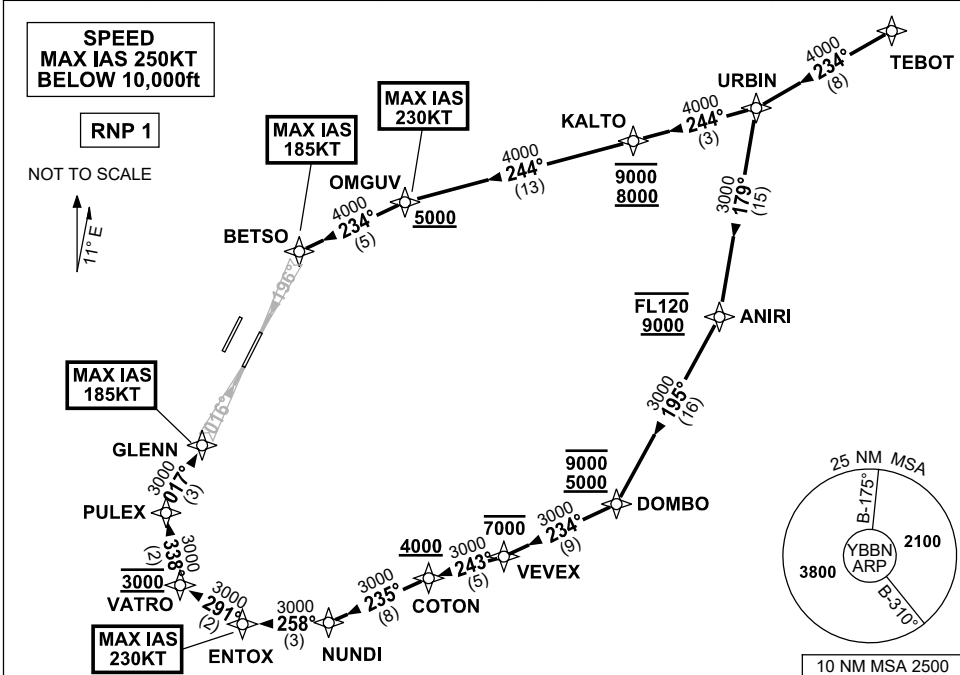 SPEED
MAX IAS 250KT
BELOW 10,000ft
RNP 1
NOT TO SCALE
11° E
TEBOT
4000
234°
(8)
URBIN
4000
244°
(3)
KALTO
9000
8000
4000
244°
(13)
MAX IAS
230KT
OMGUV
5000
4000
234°
(5)
MAX IAS
185KT
BETSO
196°
3000
179°
(15)
FL120
9000
ANIRI
3000
195°
(16)
9000
5000
DOMBO
3000
234°
(9)
7000
VEVEX
3000
243°
(5)
4000
COTON
3000
235°
(8)
NUNDI
3000
258°
(3)
ENTOX
MAX IAS
230KT
3000
291°
(2)
3000
VATRO
3000
338°
(2)
PULEX
3000
017°
(3)
GLENN
MAX IAS
185KT
016°
25 NM MSA
B-175°
YBBN
ARP
2100
3800
B-310°
10 NM MSA 2500